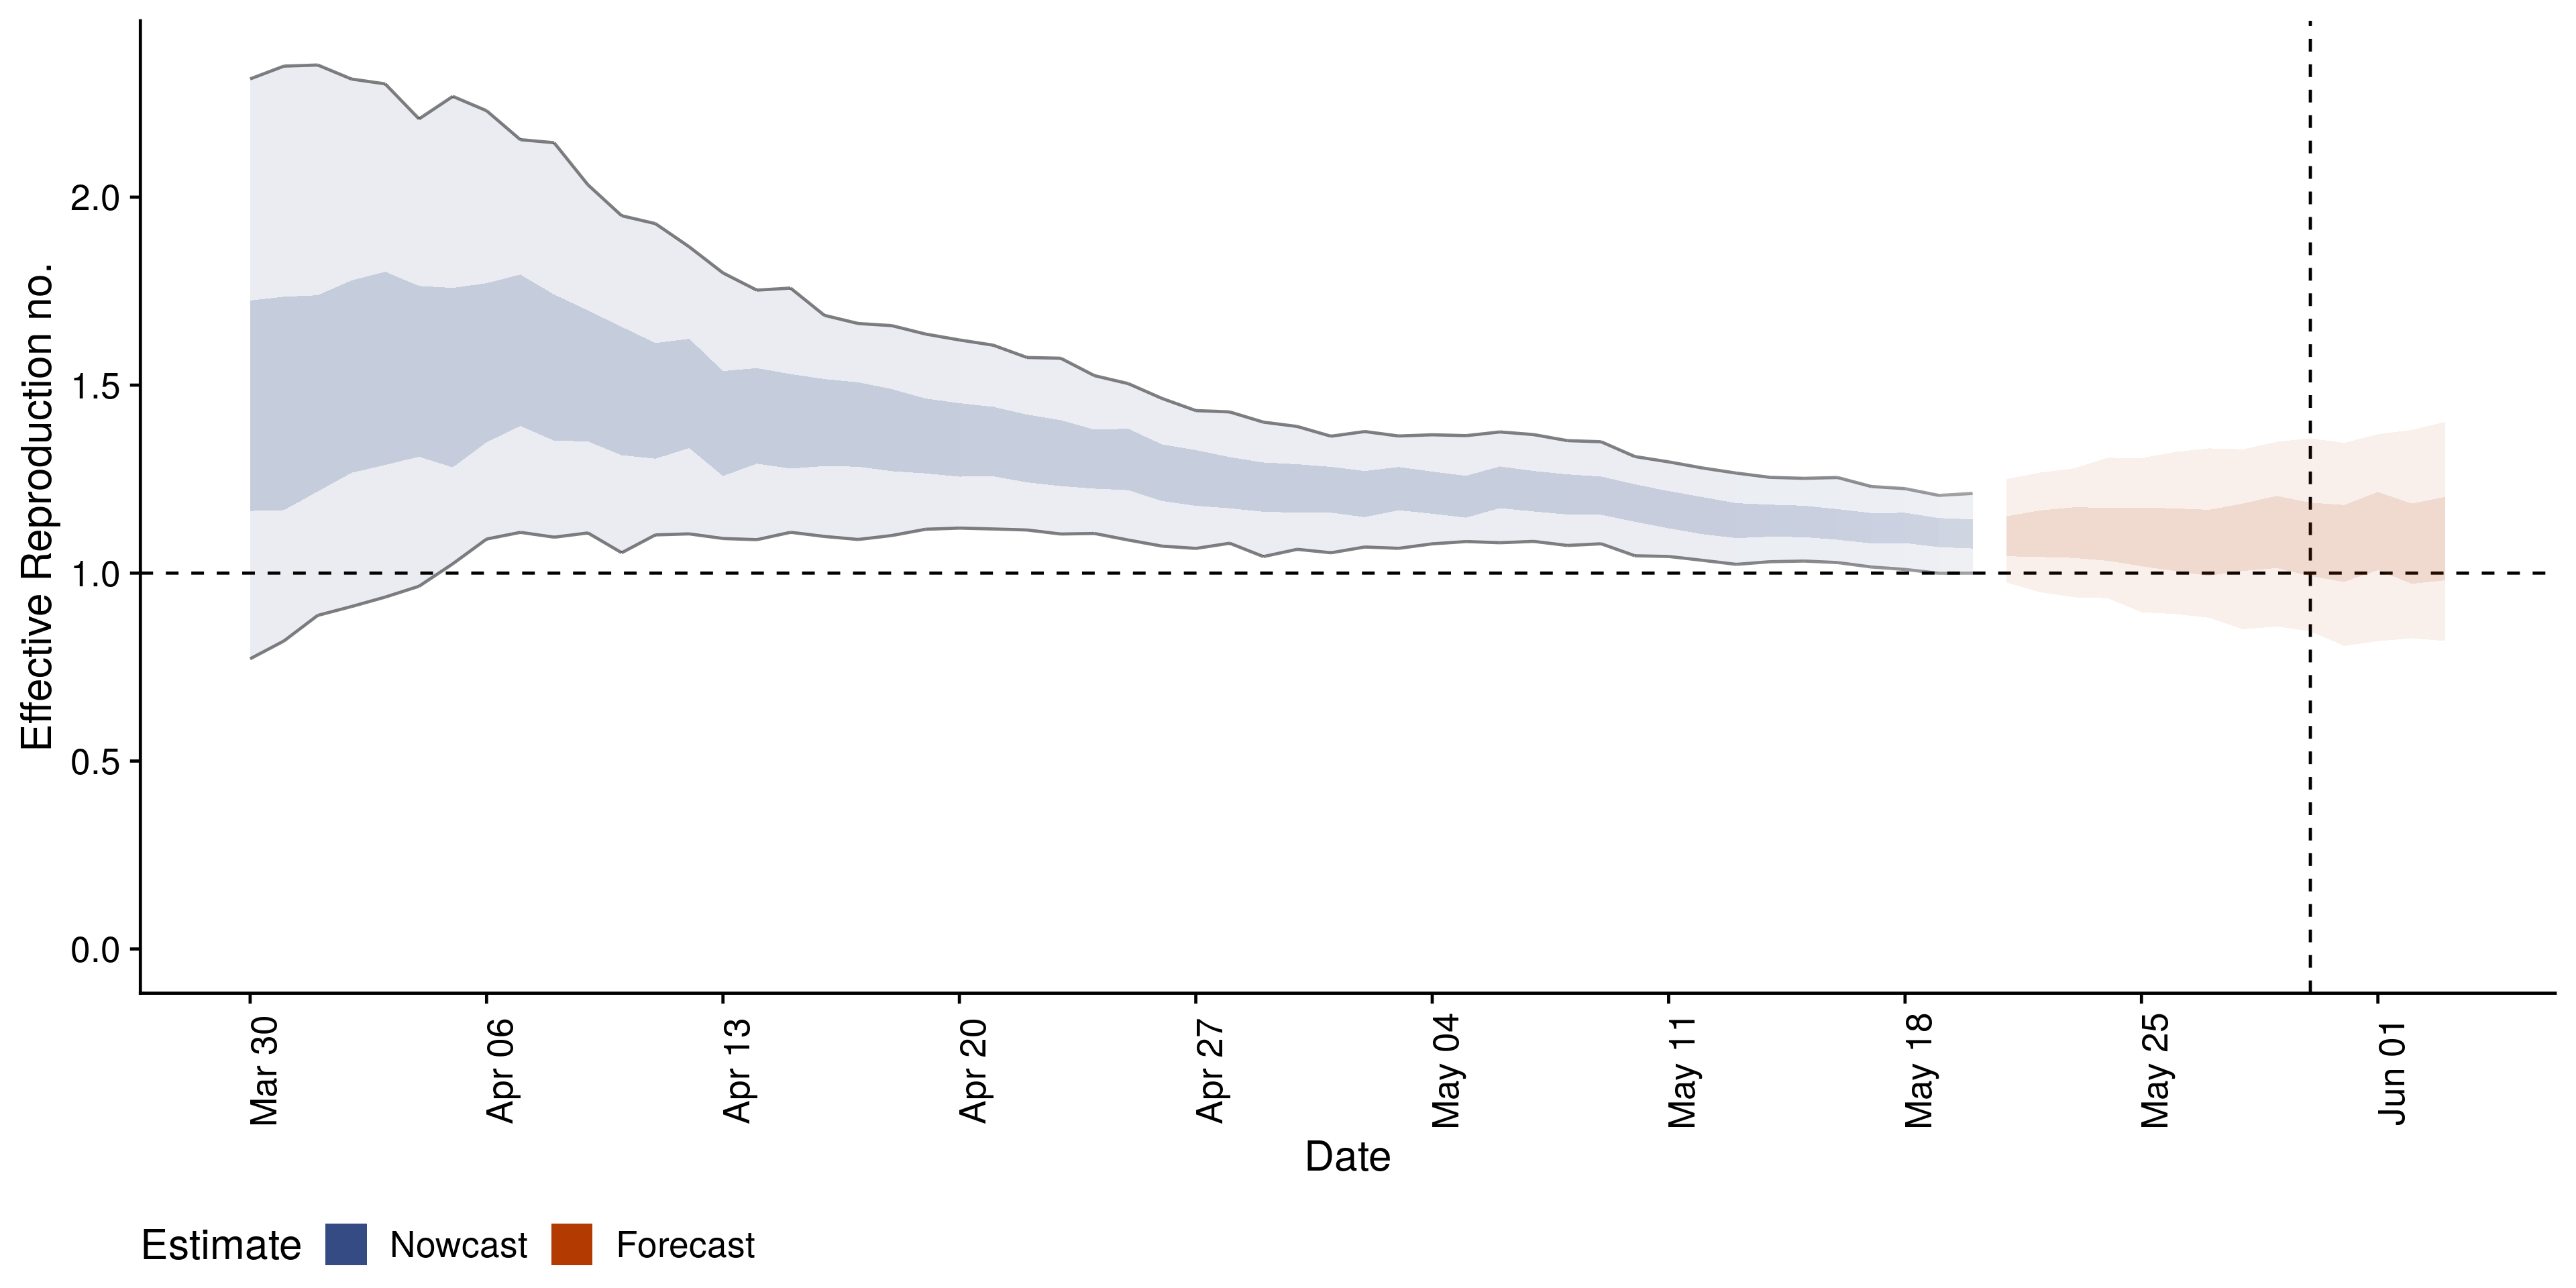 Effective Reproduction no.
2.0
1.5
1.0
0.5
0.0
Mar 30
Apr 06
Apr 13
Apr 20
Apr 27
May 04
May 11
May 18
May 25
Jun 01
Date
Estimate Nowcast Forecast